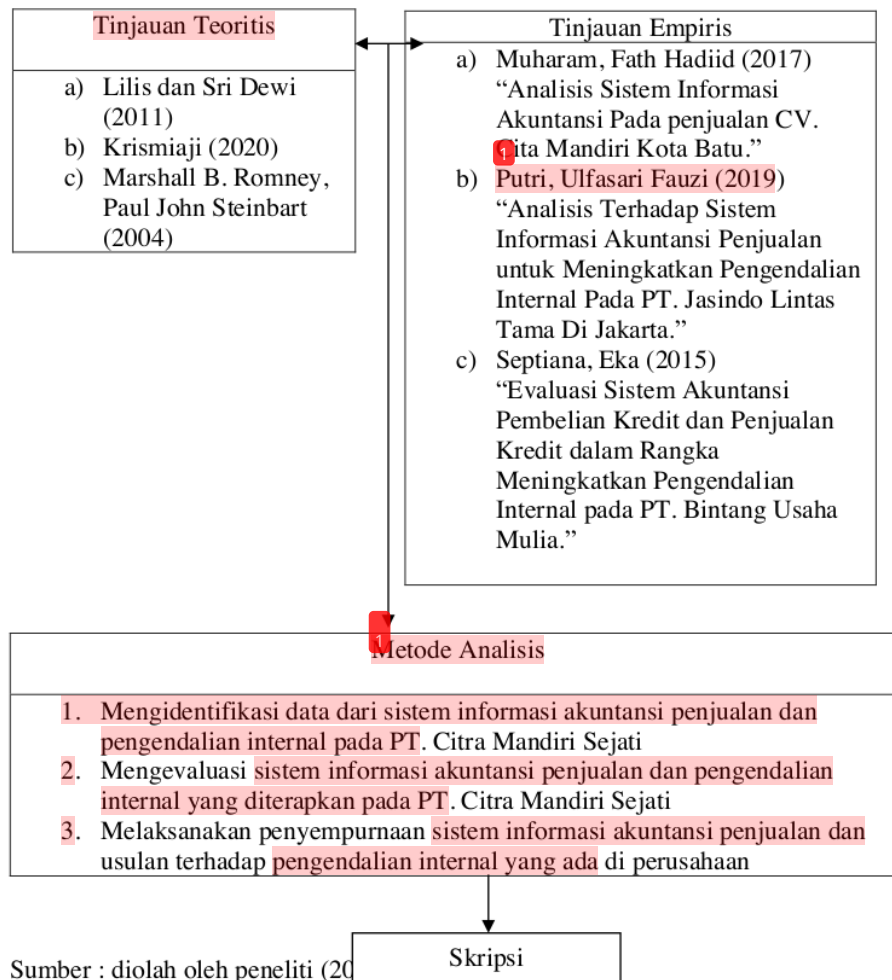 Tinjauan Teoritis
a) Lilis dan Sri Dewi
(2011)
b) Krismiaji (2020)
c) Marshall B. Romney,
Paul John Steinbart
(2004)
Tinjauan Empiris
a) Muharam, Fath Hadiid (2017)
“Analisis Sistem Informasi
Akuntansi Pada penjualan CV.
1
ita Mandiri Kota Batu.”
b) Putri, Ulfasari Fauzi (2019)
“Analisis Terhadap Sistem
Informasi Akuntansi Penjualan
untuk Meningkatkan Pengendalian
Internal Pada PT. Jasindo Lintas
Tama Di Jakarta.”
c) Septiana, Eka (2015)
“Evaluasi Sistem Akuntansi
Pembelian Kredit dan Penjualan
Kredit dalam Rangka
Meningkatkan Pengendalian
Internal pada PT. Bintang Usaha
Mulia.”
1
Metode Analisis
1. Mengidentifikasi data dari sistem informasi akuntansi penjualan dan
pengendalian internal pada PT. Citra Mandiri Sejati
2. Mengevaluasi sistem informasi akuntansi penjualan dan pengendalian
internal yang diterapkan pada PT. Citra Mandiri Sejati
3. Melaksanakan penyempurnaan sistem informasi akuntansi penjualan dan
usulan terhadap pengendalian internal yang ada di perusahaan
Skripsi
Sumber : diolah oleh peneliti (20